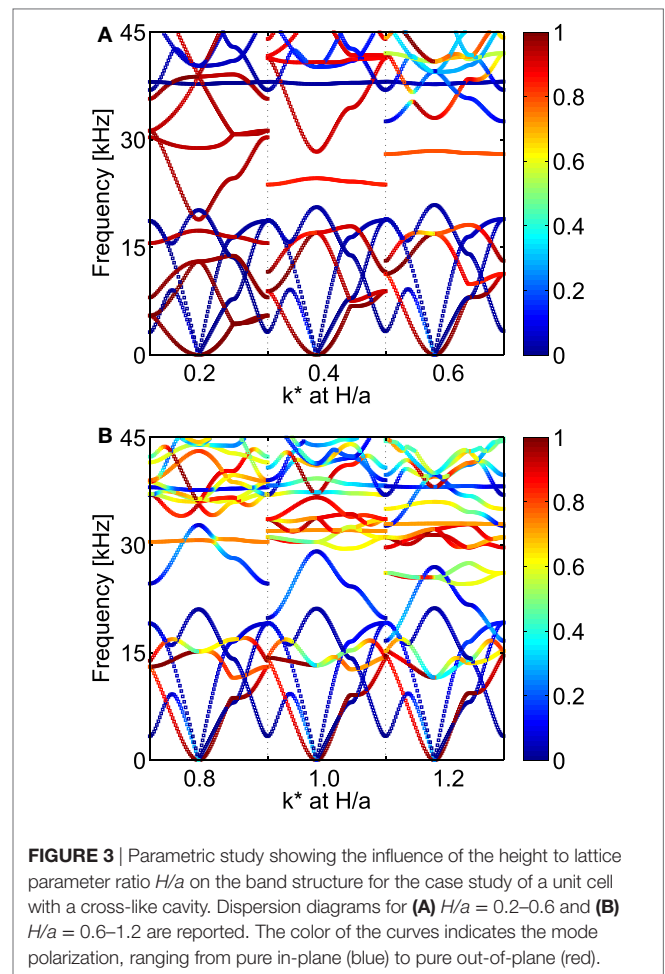 A
45
30
15
0
Frequency [kHz]
0.2 0.4 0.6
k* at H/a
1
0.8
0.6
0.4
0.2
0
B
45
30
15
0
Frequency [kHz]
0.8 1.0 1.2
k* at H/a
1
0.8
0.6
0.4
0.2
0
FIGURE 3 | Parametric study showing the influence of the height to lattice
parameter ratio H/a on the band structure for the case study of a unit cell
with a cross-like cavity. Dispersion diagrams for (A) H/a = 0.2–0.6 and (B)
H/a = 0.6–1.2 are reported. The color of the curves indicates the mode
polarization, ranging from pure in-plane (blue) to pure out-of-plane (red).